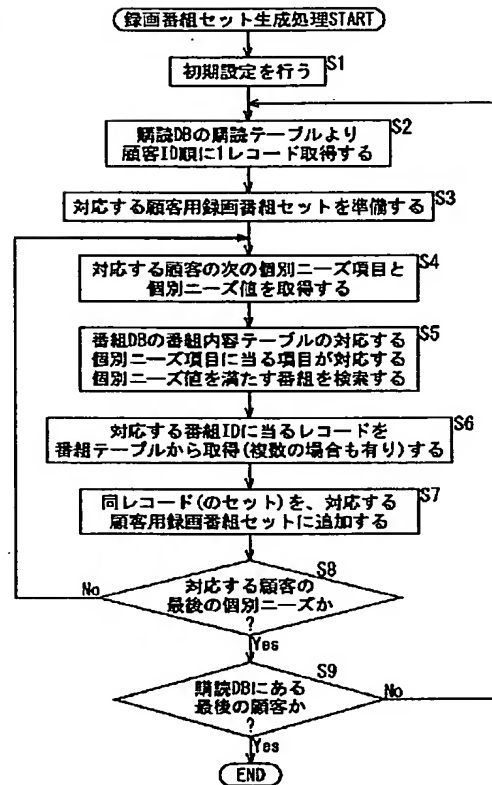 録画番組セット生成処理START
S1
初期設定を行う
S2
購読DBの購読テーブルより
顧客ID順に1レコード取得する
S3
対応する顧客用録画番組セットを準備する
S4
対応する顧客の次の個別ニーズ項目と
個別ニーズ値を取得する
S5
番組DBの番組内容テーブルの対応する
個別ニーズ項目に当る項目が対応する
個別ニーズ値を満たす番組を検索する
S6
対応する番組IDに当るレコードを
番組テーブルから取得(複数の場合も有り)する
S7
同レコード(のセット)を、対応する
顧客用録画番組セットに追加する
S8
No
対応する顧客の
最後の個別ニーズか
?
Yes
S9
購読DBにある
最後の顧客か
?
No
Yes
END